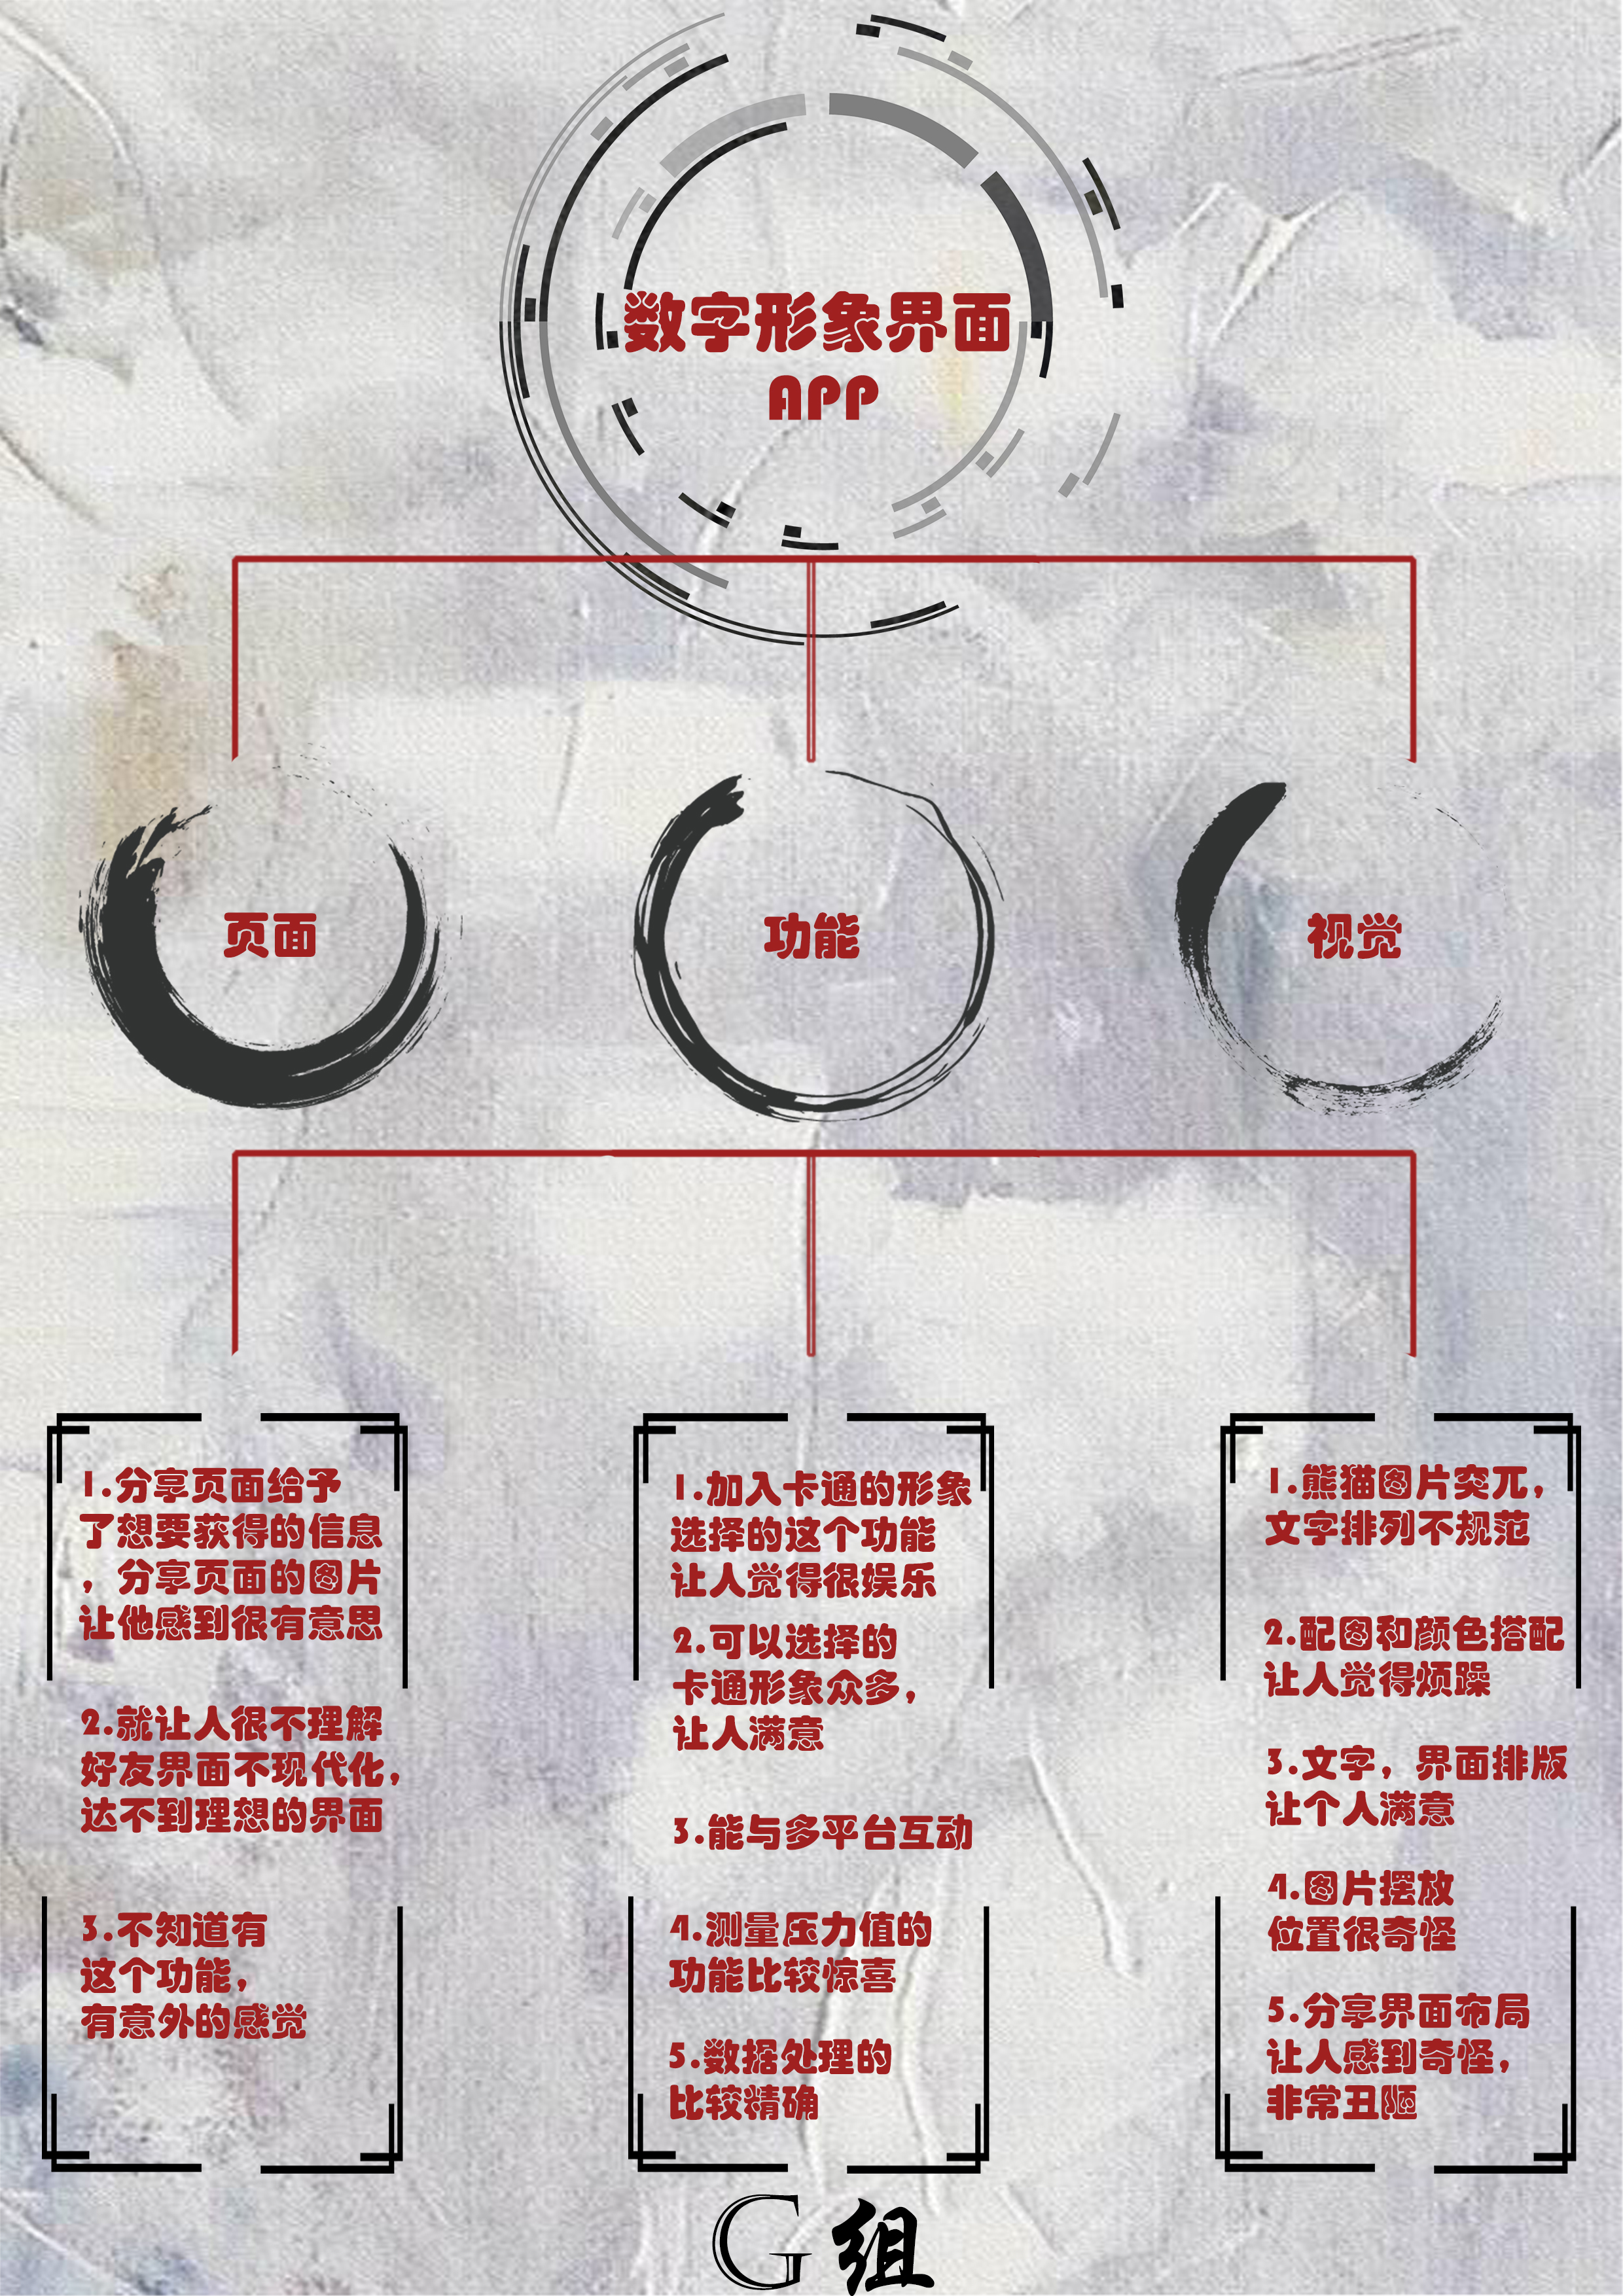 数字形象界面
APP
页面
功能
视觉
1.分享页面给予
了想要获得的信息
，分享页面的图片
让他感到很有意思
2.就让人很不理解
好友界面不现代化，
达不到理想的界面
3.不知道有
这个功能，
有意外的感觉
1.加入卡通的形象
选择的这个功能
让人觉得很娱乐
2.可以选择的
卡通形象众多，
让人满意
3.能与多平台互动
4.测量压力值的
功能比较惊喜
5.数据处理的
比较精确
1.熊猫图片突兀，
文字排列不规范
2.配图和颜色搭配
让人觉得烦躁
3.文字，界面排版
让个人满意
4.图片摆放
位置很奇怪
5.分享界面布局
让人感到奇怪，
非常丑陋
G组